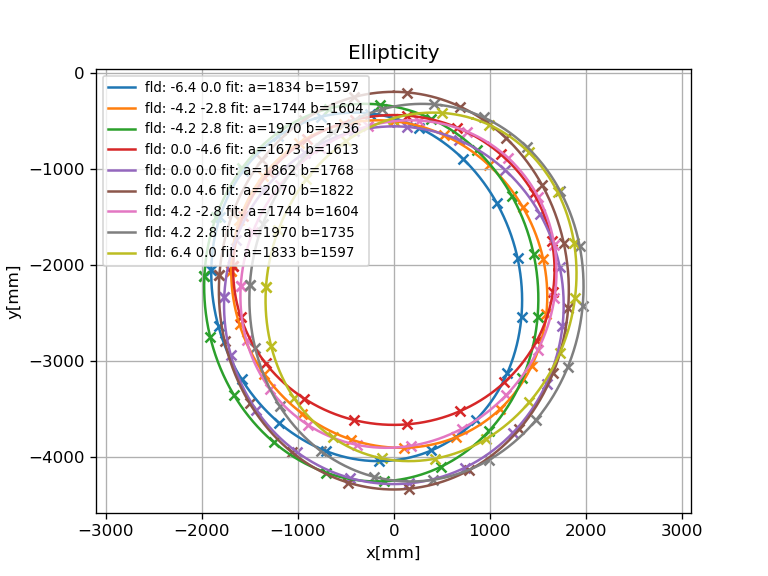 Ellipticity
fld: -6.4 0.0 fit: a=1834 b=1597
fld: -4.2 -2.8 fit: a=1744 b=1604
fld: -4.2 2.8 fit: a=1970 b=1736
fld: 0.0 -4.6 fit: a=1673 b=1613
fld: 0.0 0.0 fit: a=1862 b=1768
fld: 0.0 4.6 fit: a=2070 b=1822
fld: 4.2 -2.8 fit: a=1744 b=1604
fld: 4.2 2.8 fit: a=1970 b=1735
fld: 6.4 0.0 fit: a=1833 b=1597
0
−1000
−2000
−3000
−4000
y[mm]
−3000 −2000 −1000 0 1000 2000 3000
x[mm]